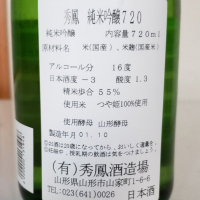 秀鳳 純米吟醸720
純米吟醸 内容量720ml
原材料名 米(国産)、米麹(国産米)
アルコール分 16度
日本酒度 -3 酸度 1.3
精米歩合 55%
使用米 つや姫100%使用
使用酵母 山形酵母
製造年月 01.10
(有)秀鳳酒造場
山形県山形市山家町1-6-6
TEL:023(641)0026 日本酒